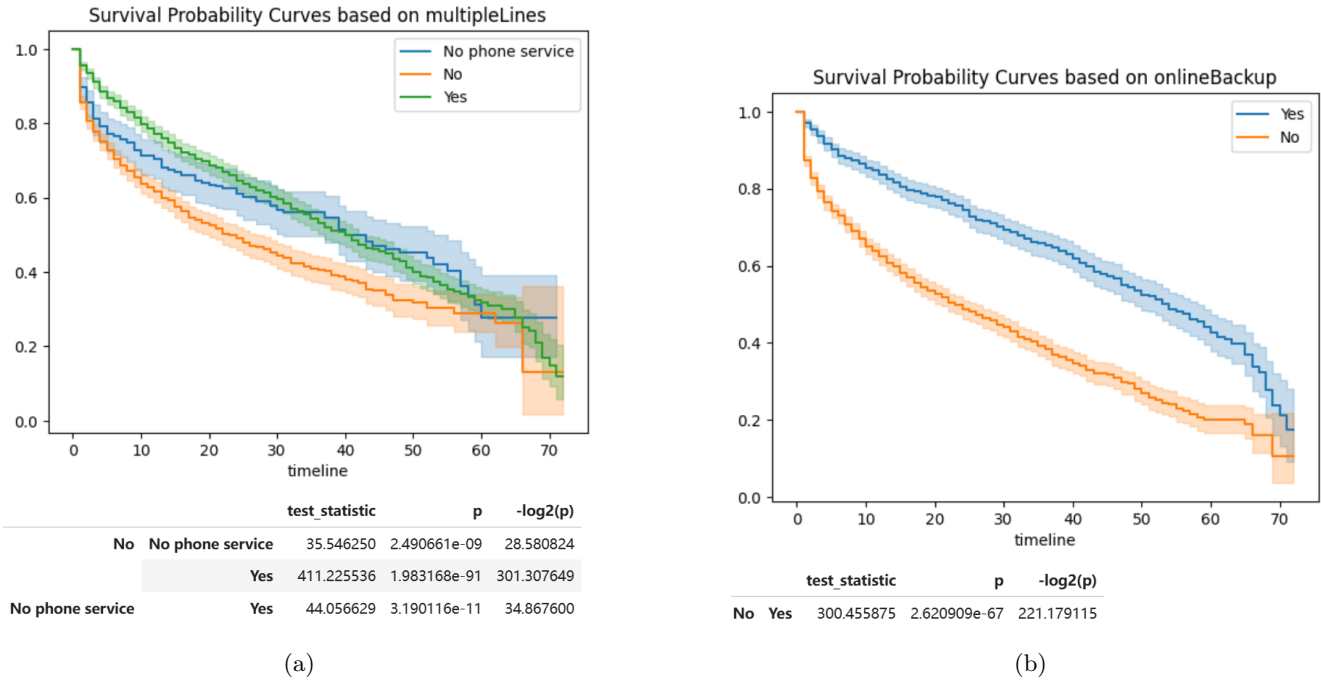 Survival Probability Curves based on multipleLines
1.0
0.8
0.6
0.4
0.2
0.0
No phone service
No
Yes
0 10 20 30 40 50 60 70
timeline
test_statistic p -log2(p)
No No phone service 35.546250 2.490661e-09 28.580824
Yes 411.225536 1.983168e-91 301.307649
No phone service Yes 44.056629 3.190116e-11 34.867600
(a)
Survival Probability Curves based on onlineBackup
1.0
0.8
0.6
0.4
0.2
0.0
Yes
No
0 10 20 30 40 50 60 70
timeline
test_statistic p -log2(p)
No Yes 300.455875 2.620909e-67 221.179115
(b)